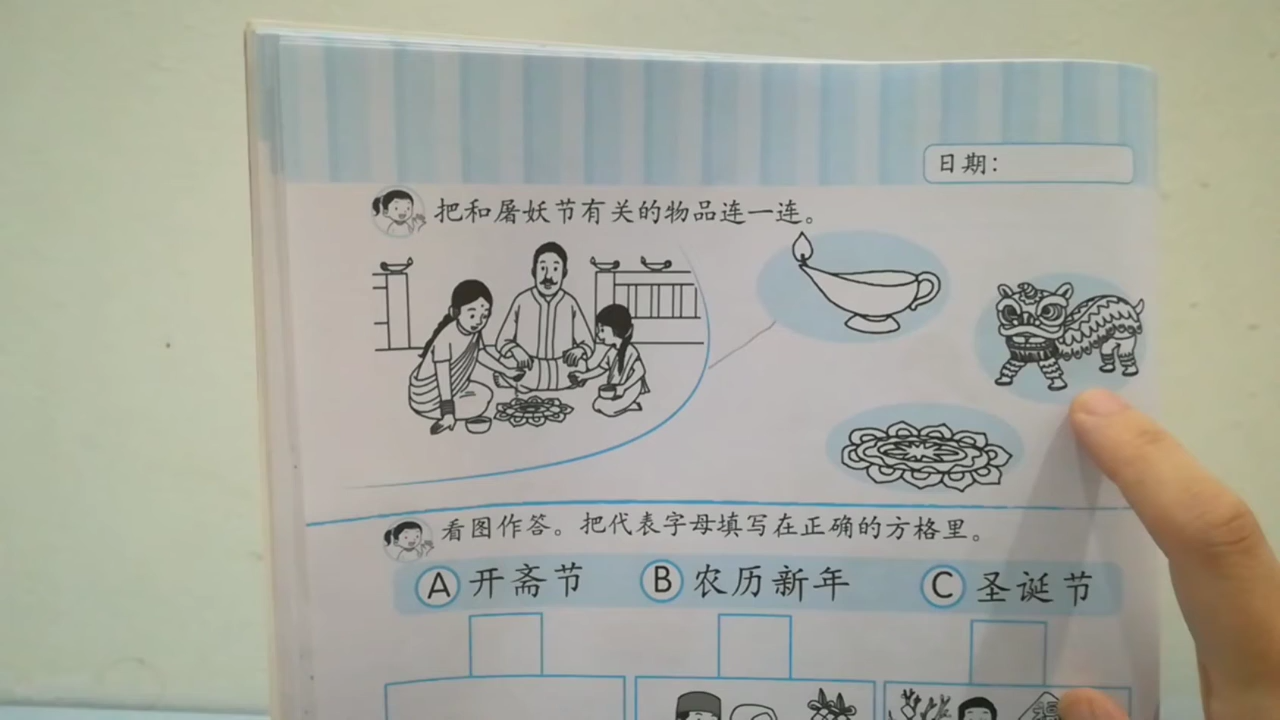 日期：
把和屠妖节有关的物品连一连。
看图作答。把代表字母填写在正确的方格里。
A 开斋节 B 农历新年 C 圣诞节
福